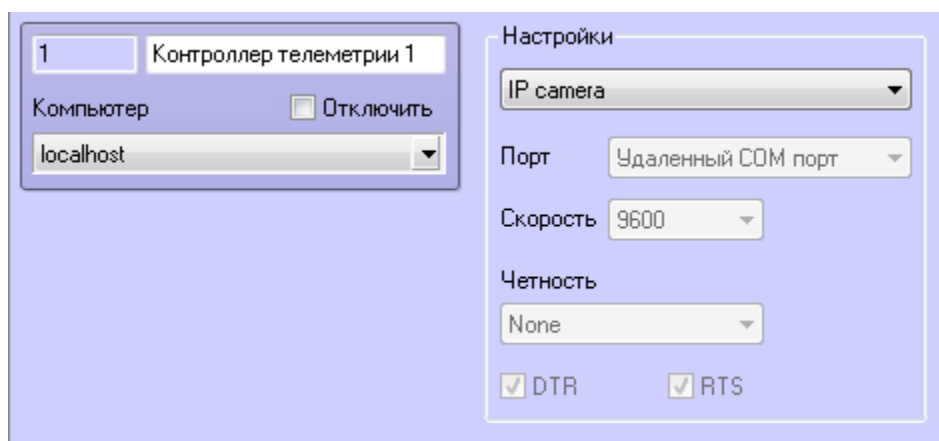 1
Контроллер телеметрии 1
Компьютер
Отключить
localhost
Настройки
IP camera
Порт
Удаленный COM порт
Скорость
9600
Четность
None
DTR
RTS